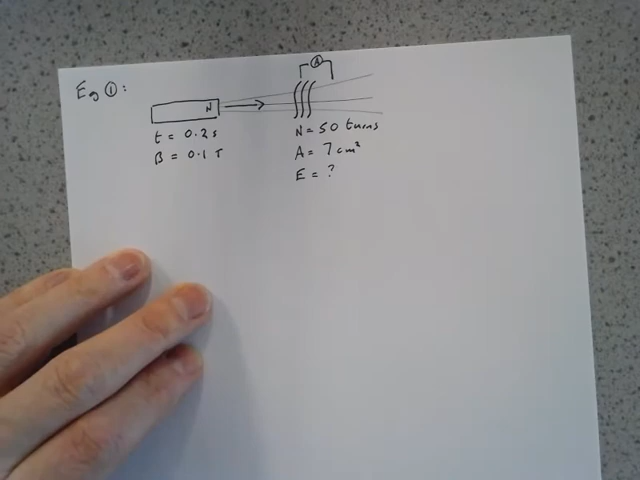 Eg ①:
A
N
t = 0.2 s
B = 0.1 T
N = 50 turns
A = 7 cm²
E = ?